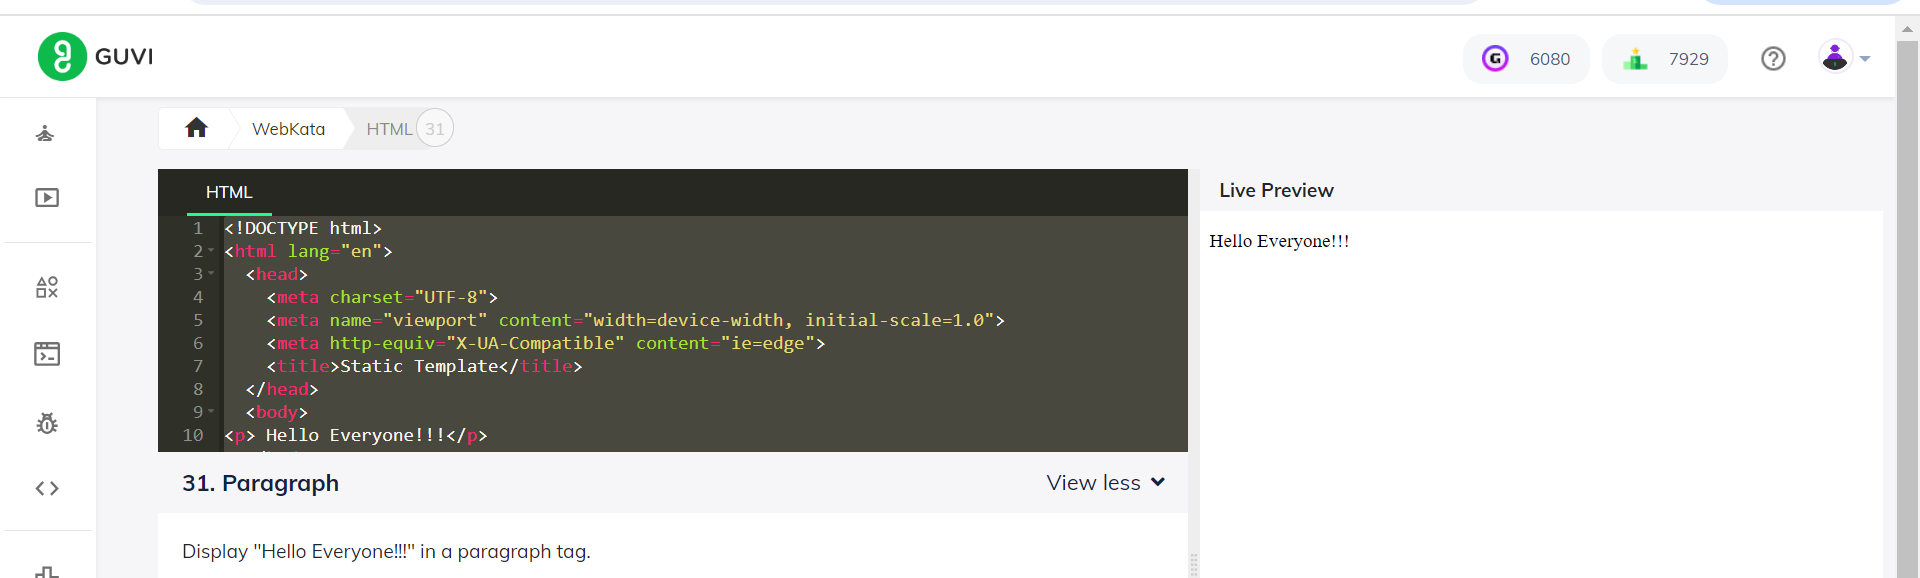 GUVI
6080
7929
WebKata
HTML
31
HTML
1 <!DOCTYPE html>
2 <html lang="en">
3 <head>
4 <meta charset="UTF-8">
5 <meta name="viewport" content="width=device-width, initial-scale=1.0">
6 <meta http-equiv="X-UA-Compatible" content="ie=edge">
7 <title>Static Template</title>
8 </head>
9 <body>
10 <p> Hello Everyone!!!</p>
31. Paragraph
View less
Display "Hello Everyone!!!" in a paragraph tag.
Live Preview
Hello Everyone!!!